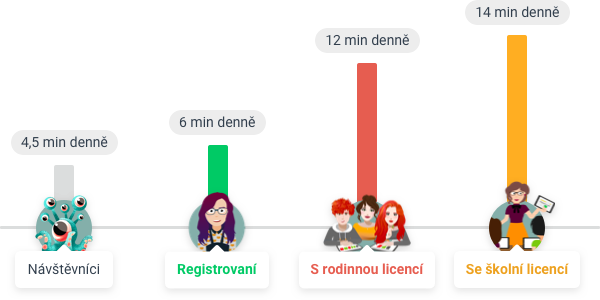 14 min denně
12 min denně
6 min denně
4,5 min denně
Návštěvníci
Registrovaní
S rodinnou licencí
Se školní licencí